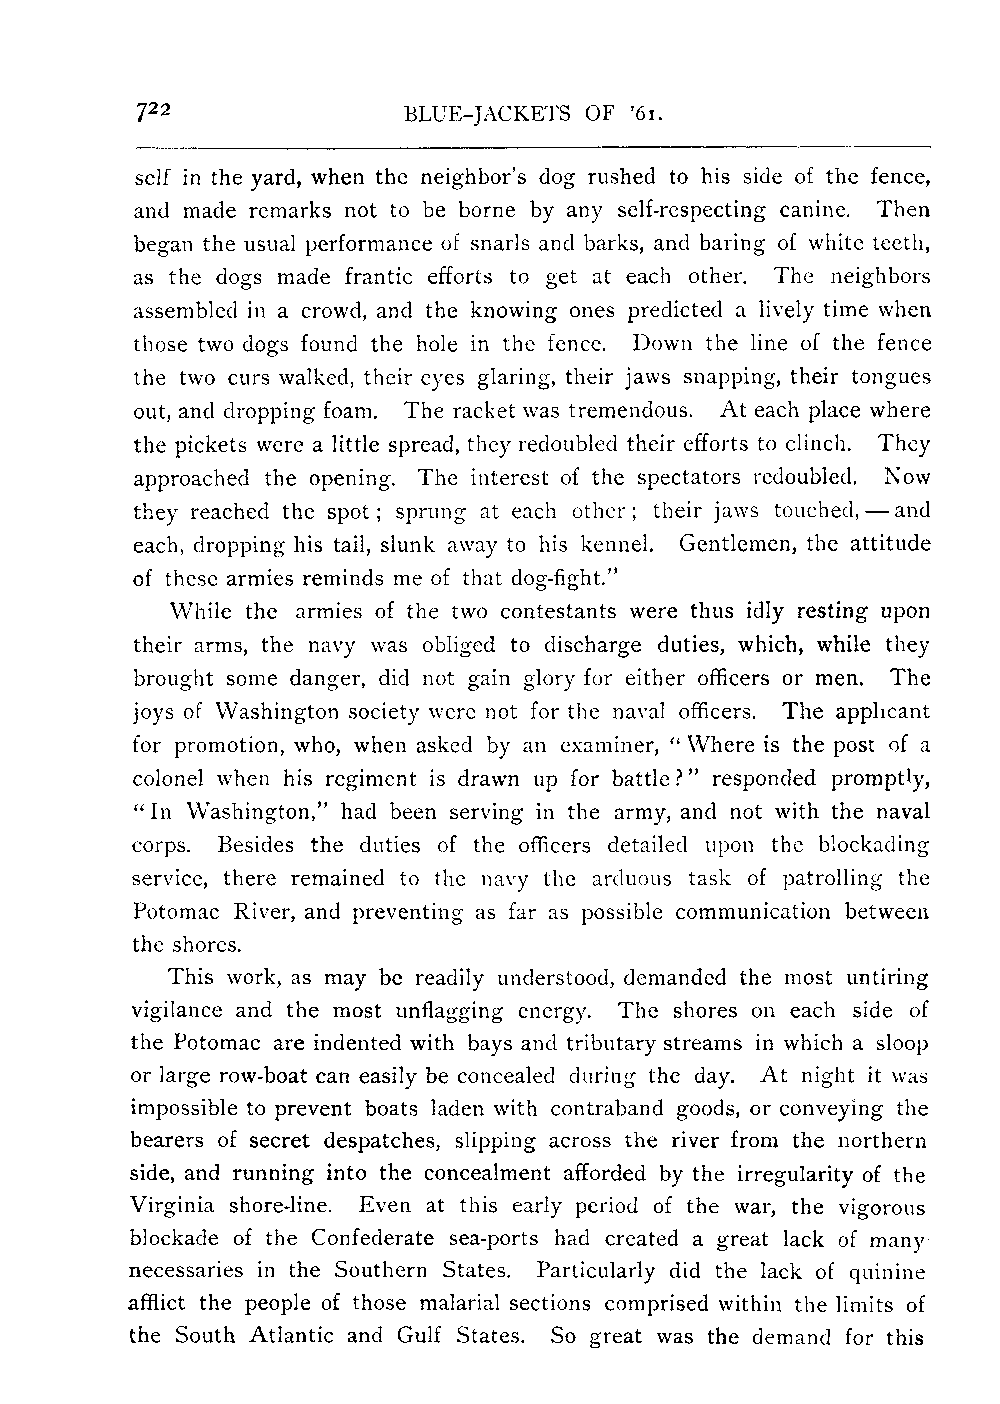 722 BLUE-JACKETS OF '61.
self in the yard, when the neighbor's dog rushed to his side of the fence,
and made remarks not to be borne by any self-respecting canine. Then
began the usual performance of snarls and barks, and baring of white teeth,
as the dogs made frantic efforts to get at each other. The neighbors
assembled in a crowd, and the knowing ones predicted a lively time when
those two dogs found the hole in the fence. Down the line of the fence
the two curs walked, their eyes glaring, their jaws snapping, their tongues
out, and dropping foam. The racket was tremendous. At each place where
the pickets were a little spread, they redoubled their efforts to clinch. They
approached the opening. The interest of the spectators redoubled. Now
they reached the spot; sprung at each other; their jaws touched, — and
each, dropping his tail, slunk away to his kennel. Gentlemen, the attitude
of these armies reminds me of that dog-fight."
While the armies of the two contestants were thus idly resting upon
their arms, the navy was obliged to discharge duties, which, while they
brought some danger, did not gain glory for either officers or men. The
joys of Washington society were not for the naval officers. The applicant
for promotion, who, when asked by an examiner, "Where is the post of a
colonel when his regiment is drawn up for battle?" responded promptly,
"In Washington," had been serving in the army, and not with the naval
corps. Besides the duties of the officers detailed upon the blockading
service, there remained to the navy the arduous task of patrolling the
Potomac River, and preventing as far as possible communication between
the shores.
This work, as may be readily understood, demanded the most untiring
vigilance and the most unflagging energy. The shores on each side of
the Potomac are indented with bays and tributary streams in which a sloop
or large row-boat can easily be concealed during the day. At night it was
impossible to prevent boats laden with contraband goods, or conveying the
bearers of secret despatches, slipping across the river from the northern
side, and running into the concealment afforded by the irregularity of the
Virginia shore-line. Even at this early period of the war, the vigorous
blockade of the Confederate sea-ports had created a great lack of many
necessaries in the Southern States. Particularly did the lack of quinine
afflict the people of those malarial sections comprised within the limits of
the South Atlantic and Gulf States. So great was the demand for this